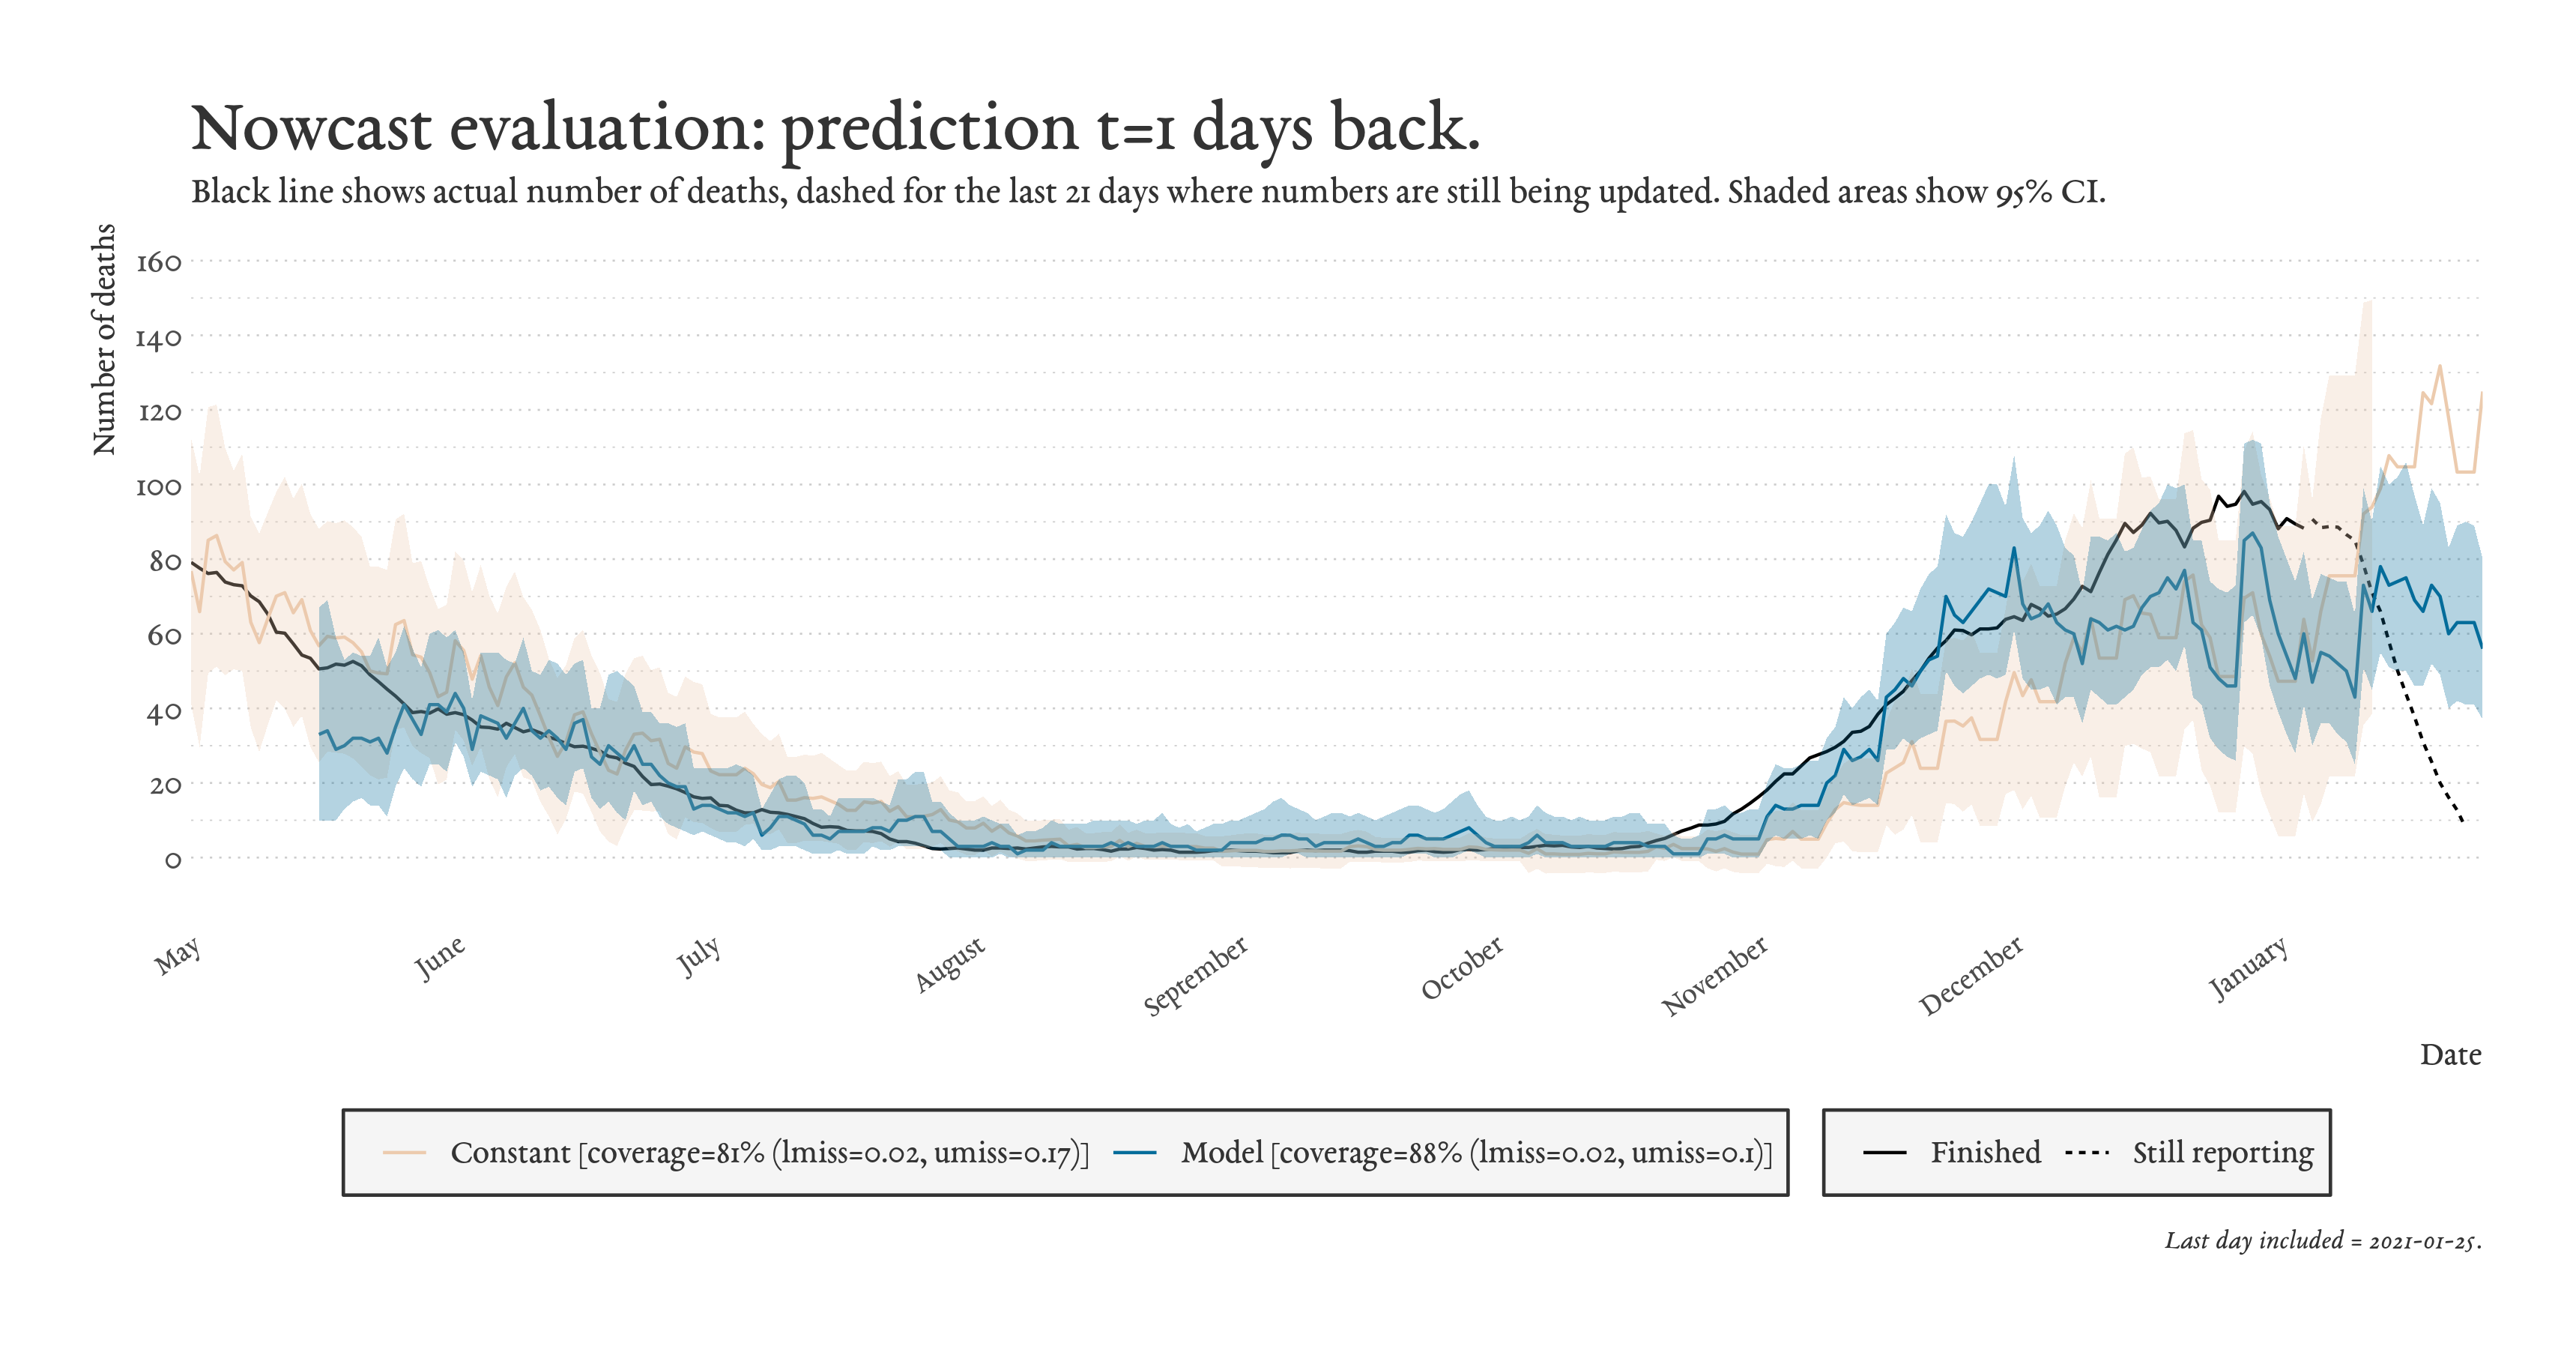 Nowcast evaluation: prediction t=1 days back.
Black line shows actual number of deaths, dashed for the last 21 days where numbers are still being updated. Shaded areas show 95% CI.
Number of deaths
160
140
120
100
80
60
40
20
0
May
June
July
August
September
October
November
December
January
Date
Constant [coverage=81% (lmiss=0.02, umiss=0.17)]
Model [coverage=88% (lmiss=0.02, umiss=0.1)]
Finished
Still reporting
Last day included = 2021-01-25.